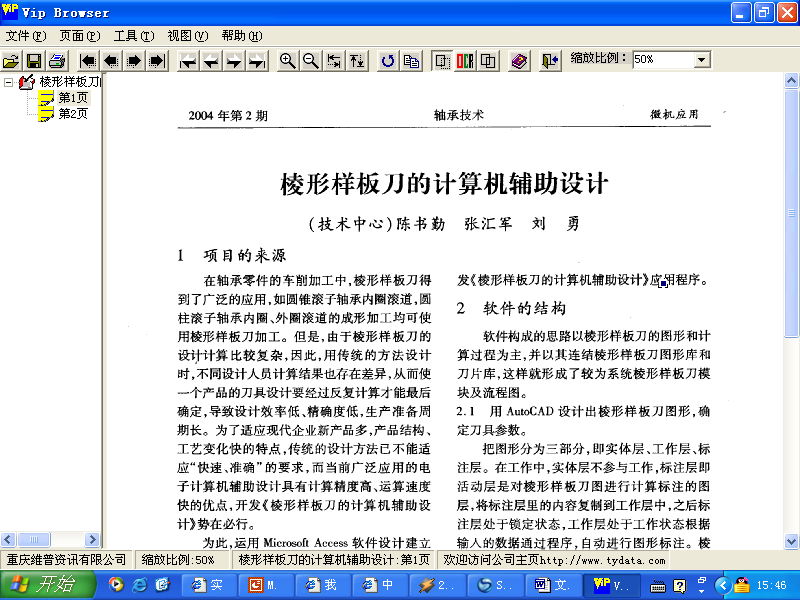 Vip Browser
文件(F) 页面(P) 工具(T) 视图(V) 帮助(H)
缩放比例： 50%
棱形样板刀
第1页
第2页
2004 年第 2 期
轴承技术
微机应用
棱形样板刀的计算机辅助设计
(技术中心)陈书勤 张汇军 刘 勇
1 项目的来源
在轴承零件的车削加工中,棱形样板刀得
到了广泛的应用,如圆锥滚子轴承内圈滚道,圆
柱滚子轴承内圈、外圈滚道的成形加工均可使
用棱形样板刀加工。但是,由于棱形样板刀的
设计计算比较复杂,因此,用传统的方法设计
时,不同设计人员计算结果也存在差异,从而使
一个产品的刀具设计要经过反复计算才能最后
确定,导致设计效率低、精确度低,生产准备周
期长。为了适应现代企业新产品多,产品结构、
工艺变化快的特点,传统的设计方法已不能适
应“快速、准确”的要求,而当前广泛应用的电
子计算机辅助设计具有计算精度高、运算速度
快的优点,开发《棱形样板刀的计算机辅助设
计》势在必行。
为此,运用 Microsoft Access 软件设计建立
发《棱形样板刀的计算机辅助设计》应用程序。
2 软件的结构
软件构成的思路以棱形样板刀的图形和计
算过程为主,并以其连结棱形样板刀图形库和
刀片库,这样就形成了较为系统棱形样板刀模
块及流程图。
2.1 用 AutoCAD 设计出棱形样板刀图形,确
定刀具参数。
把图形分为三部分,即实体层、工作层、标
注层。在工作中,实体层不参与工作,标注层即
活动层是对棱形样板刀图进行计算标注的图
层,将标注层里的内容复制到工作层中,之后标
注层处于锁定状态,工作层处于工作状态根据
输入的数据通过程序,自动进行图形标注。棱
重庆维普资讯有限公司 缩放比例:50% 棱形样板刀的计算机辅助设计:第1页 欢迎访问公司主页http://www.tydata.com
开始 实 M. 我 中 2.. S.. 文. V.. 15:46